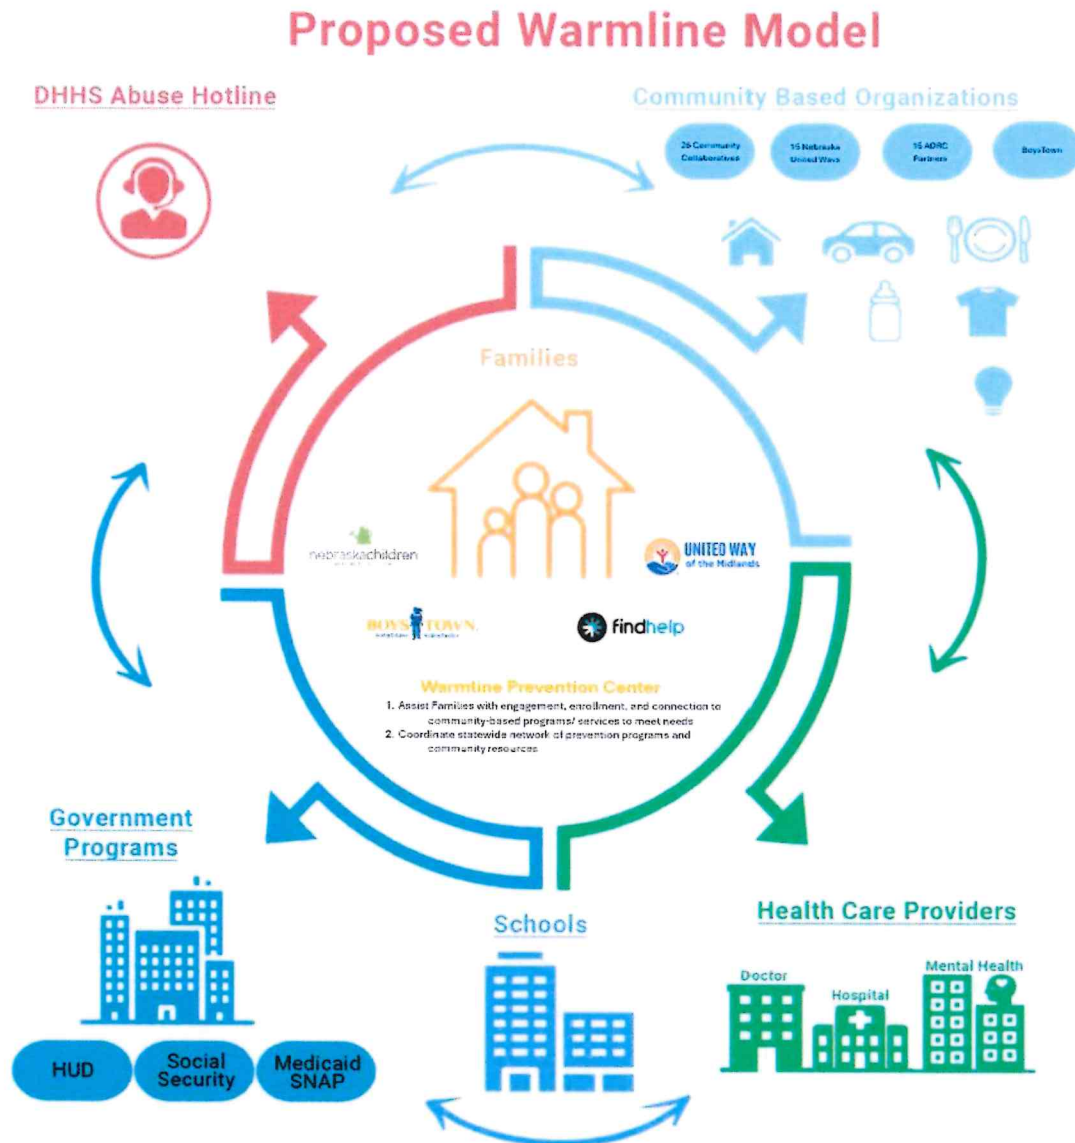 Proposed Warmline Model
DHHS Abuse Hotline
Community Based Organizations
26 Community
Collaboratives
15 Nebraska
United Ways
15 ADRC
Partners
BoysTown
Families
nebraskachildren
UNITED WAY
of the Midlands
BOYS TOWN
findhelp
Warmline Prevention Center
1. Assist Families with engagement, enrollment, and connection to
community-based programs/ services to meet needs
2. Coordinate statewide network of prevention programs and
community resources
Government
Programs
HUD
Social
Security
Medicaid
SNAP
Schools
Health Care Providers
Doctor
Hospital
Mental Health